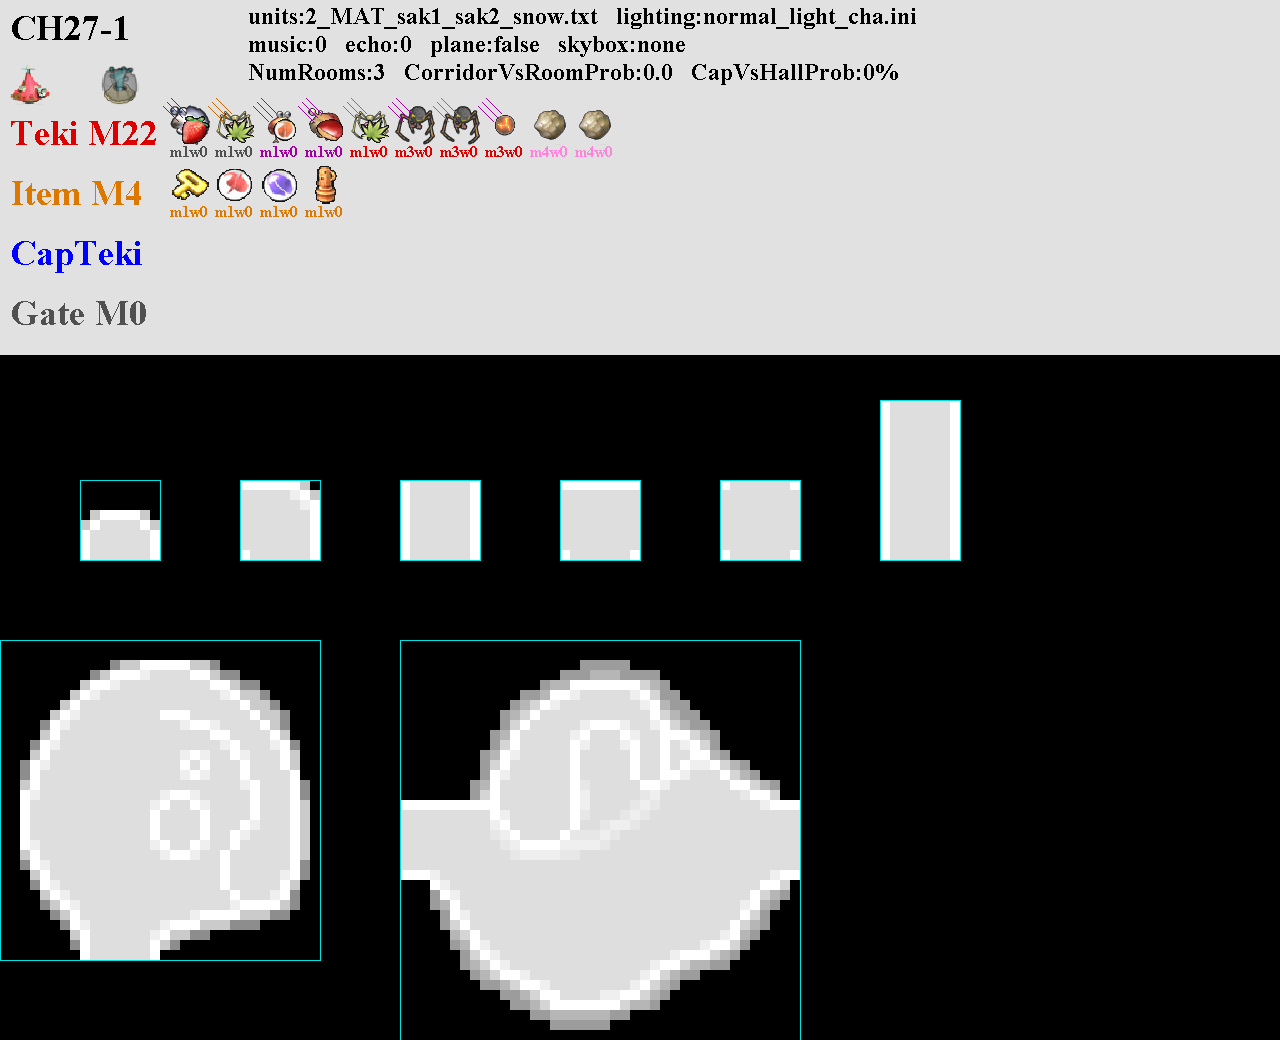 CH27-1
units:2_MAT_sak1_sak2_snow.txt lighting:normal_light_cha.ini
music:0 echo:0 plane:false skybox:none
NumRooms:3 CorridorVsRoomProb:0.0 CapVsHallProb:0%
Teki M22
m1w0 m1w0 m1w0 m1w0 m1w0 m3w0 m3w0 m3w0 m4w0 m4w0
Item M4
m1w0 m1w0 m1w0 m1w0
CapTeki
Gate M0